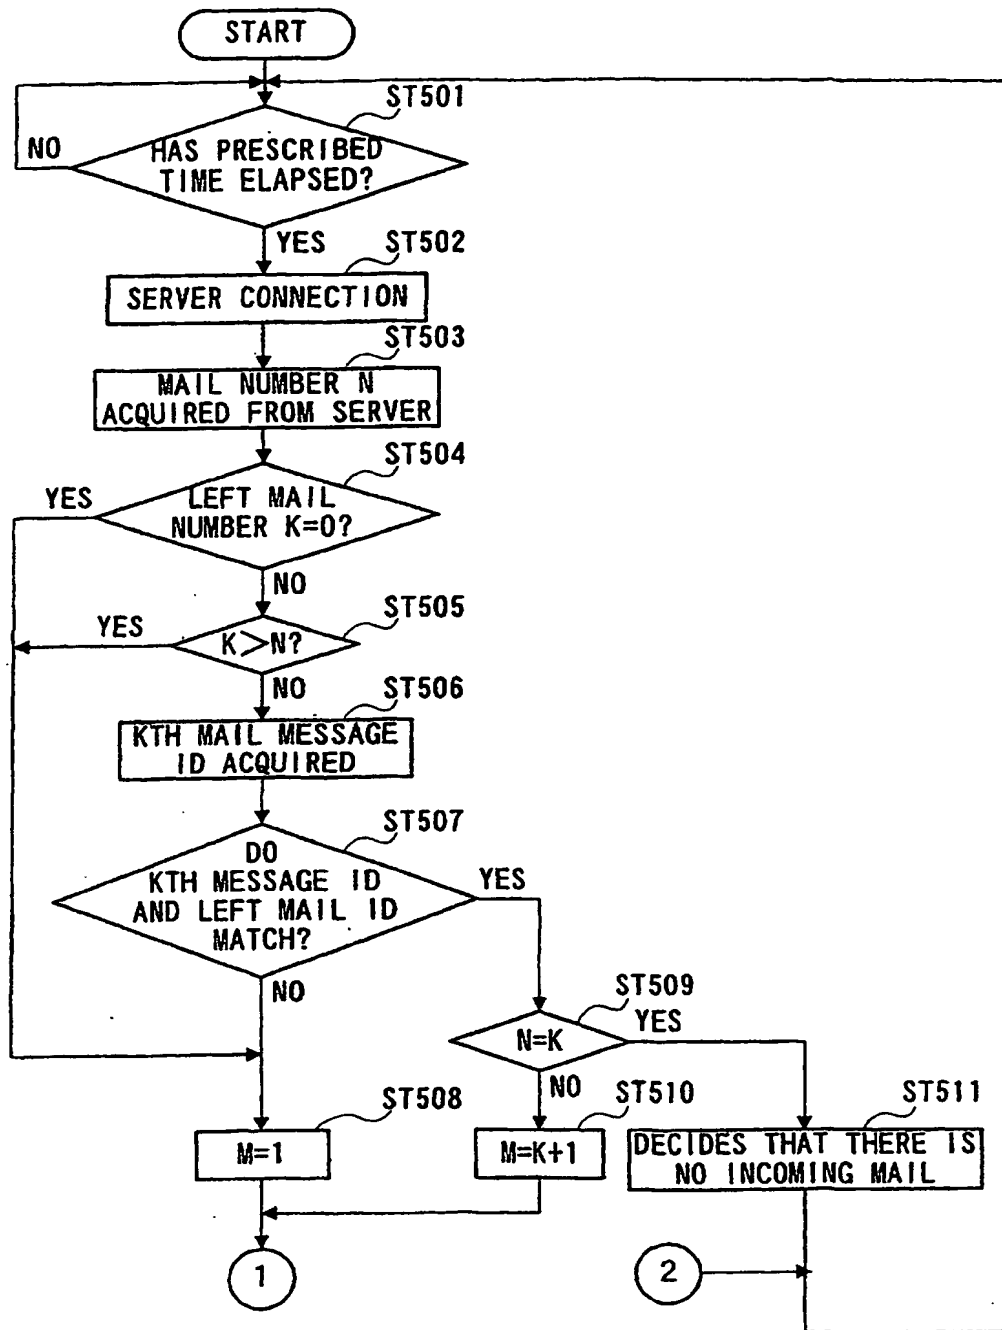 START
ST501
NO
HAS PRESCRIBED
TIME ELAPSED?
YES
ST502
SERVER CONNECTION
ST503
MAIL NUMBER N
ACQUIRED FROM SERVER
ST504
YES
LEFT MAIL
NUMBER K=0?
NO
ST505
YES
K>N?
NO
ST506
KTH MAIL MESSAGE
ID ACQUIRED
ST507
DO
KTH MESSAGE ID
AND LEFT MAIL ID
MATCH?
YES
NO
ST509
N=K
YES
NO
ST508
M=1
ST510
M=K+1
ST511
DECIDES THAT THERE IS
NO INCOMING MAIL
1
2